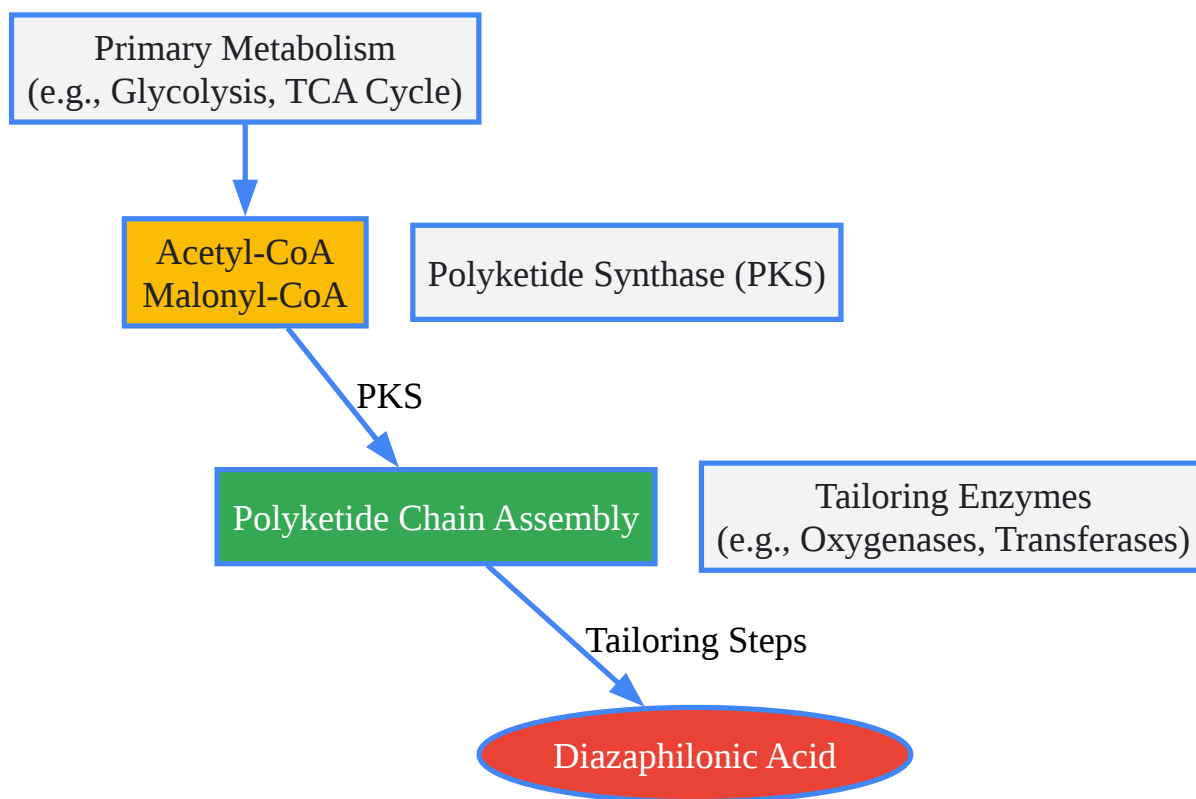 Primary Metabolism
(e.g., Glycolysis, TCA Cycle)
Acetyl-CoA
Malonyl-CoA
Polyketide Synthase (PKS)
PKS
Polyketide Chain Assembly
Tailoring Enzymes
(e.g., Oxygenases, Transferases)
Tailoring Steps
Diazaphilonic Acid